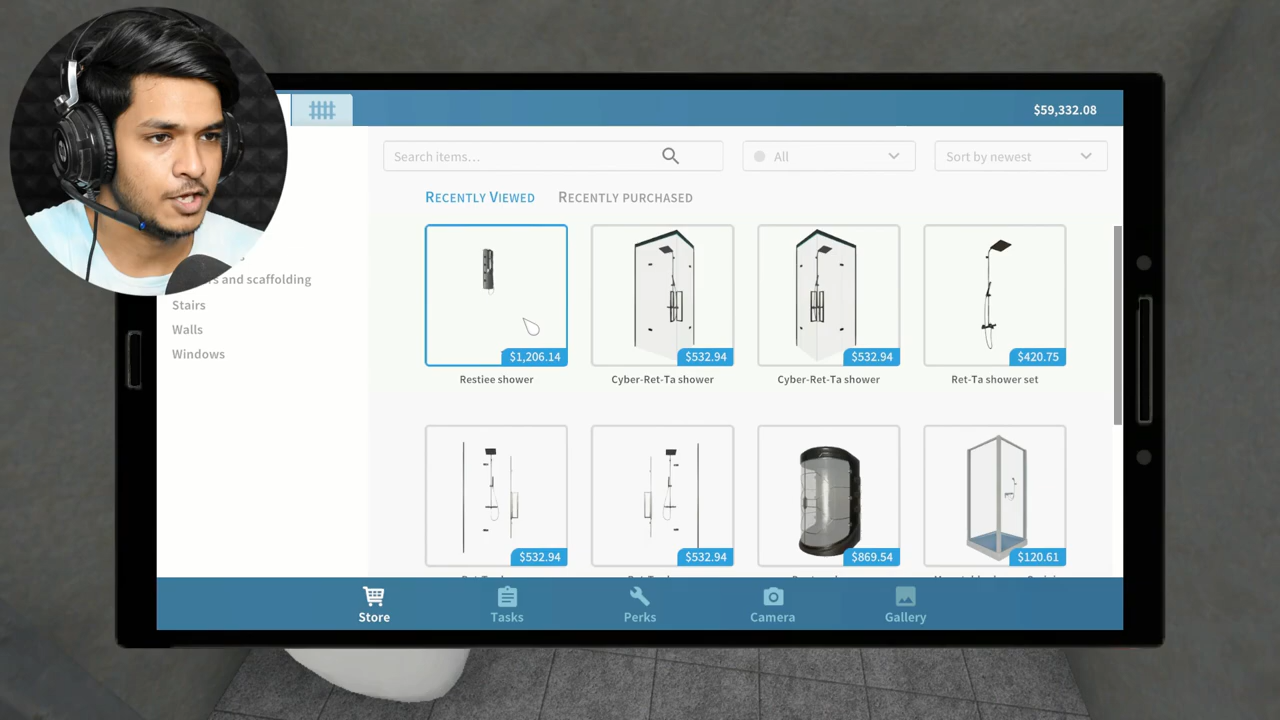 $59,332.08
Search items...
All
Sort by newest
RECENTLY VIEWED
RECENTLY PURCHASED
and scaffolding
Stairs
Walls
Windows
$1,206.14
$532.94
$532.94
$420.75
Restiee shower
Cyber-Ret-Ta shower
Cyber-Ret-Ta shower
Ret-Ta shower set
$532.94
$532.94
$869.54
$120.61
Store
Tasks
Perks
Camera
Gallery